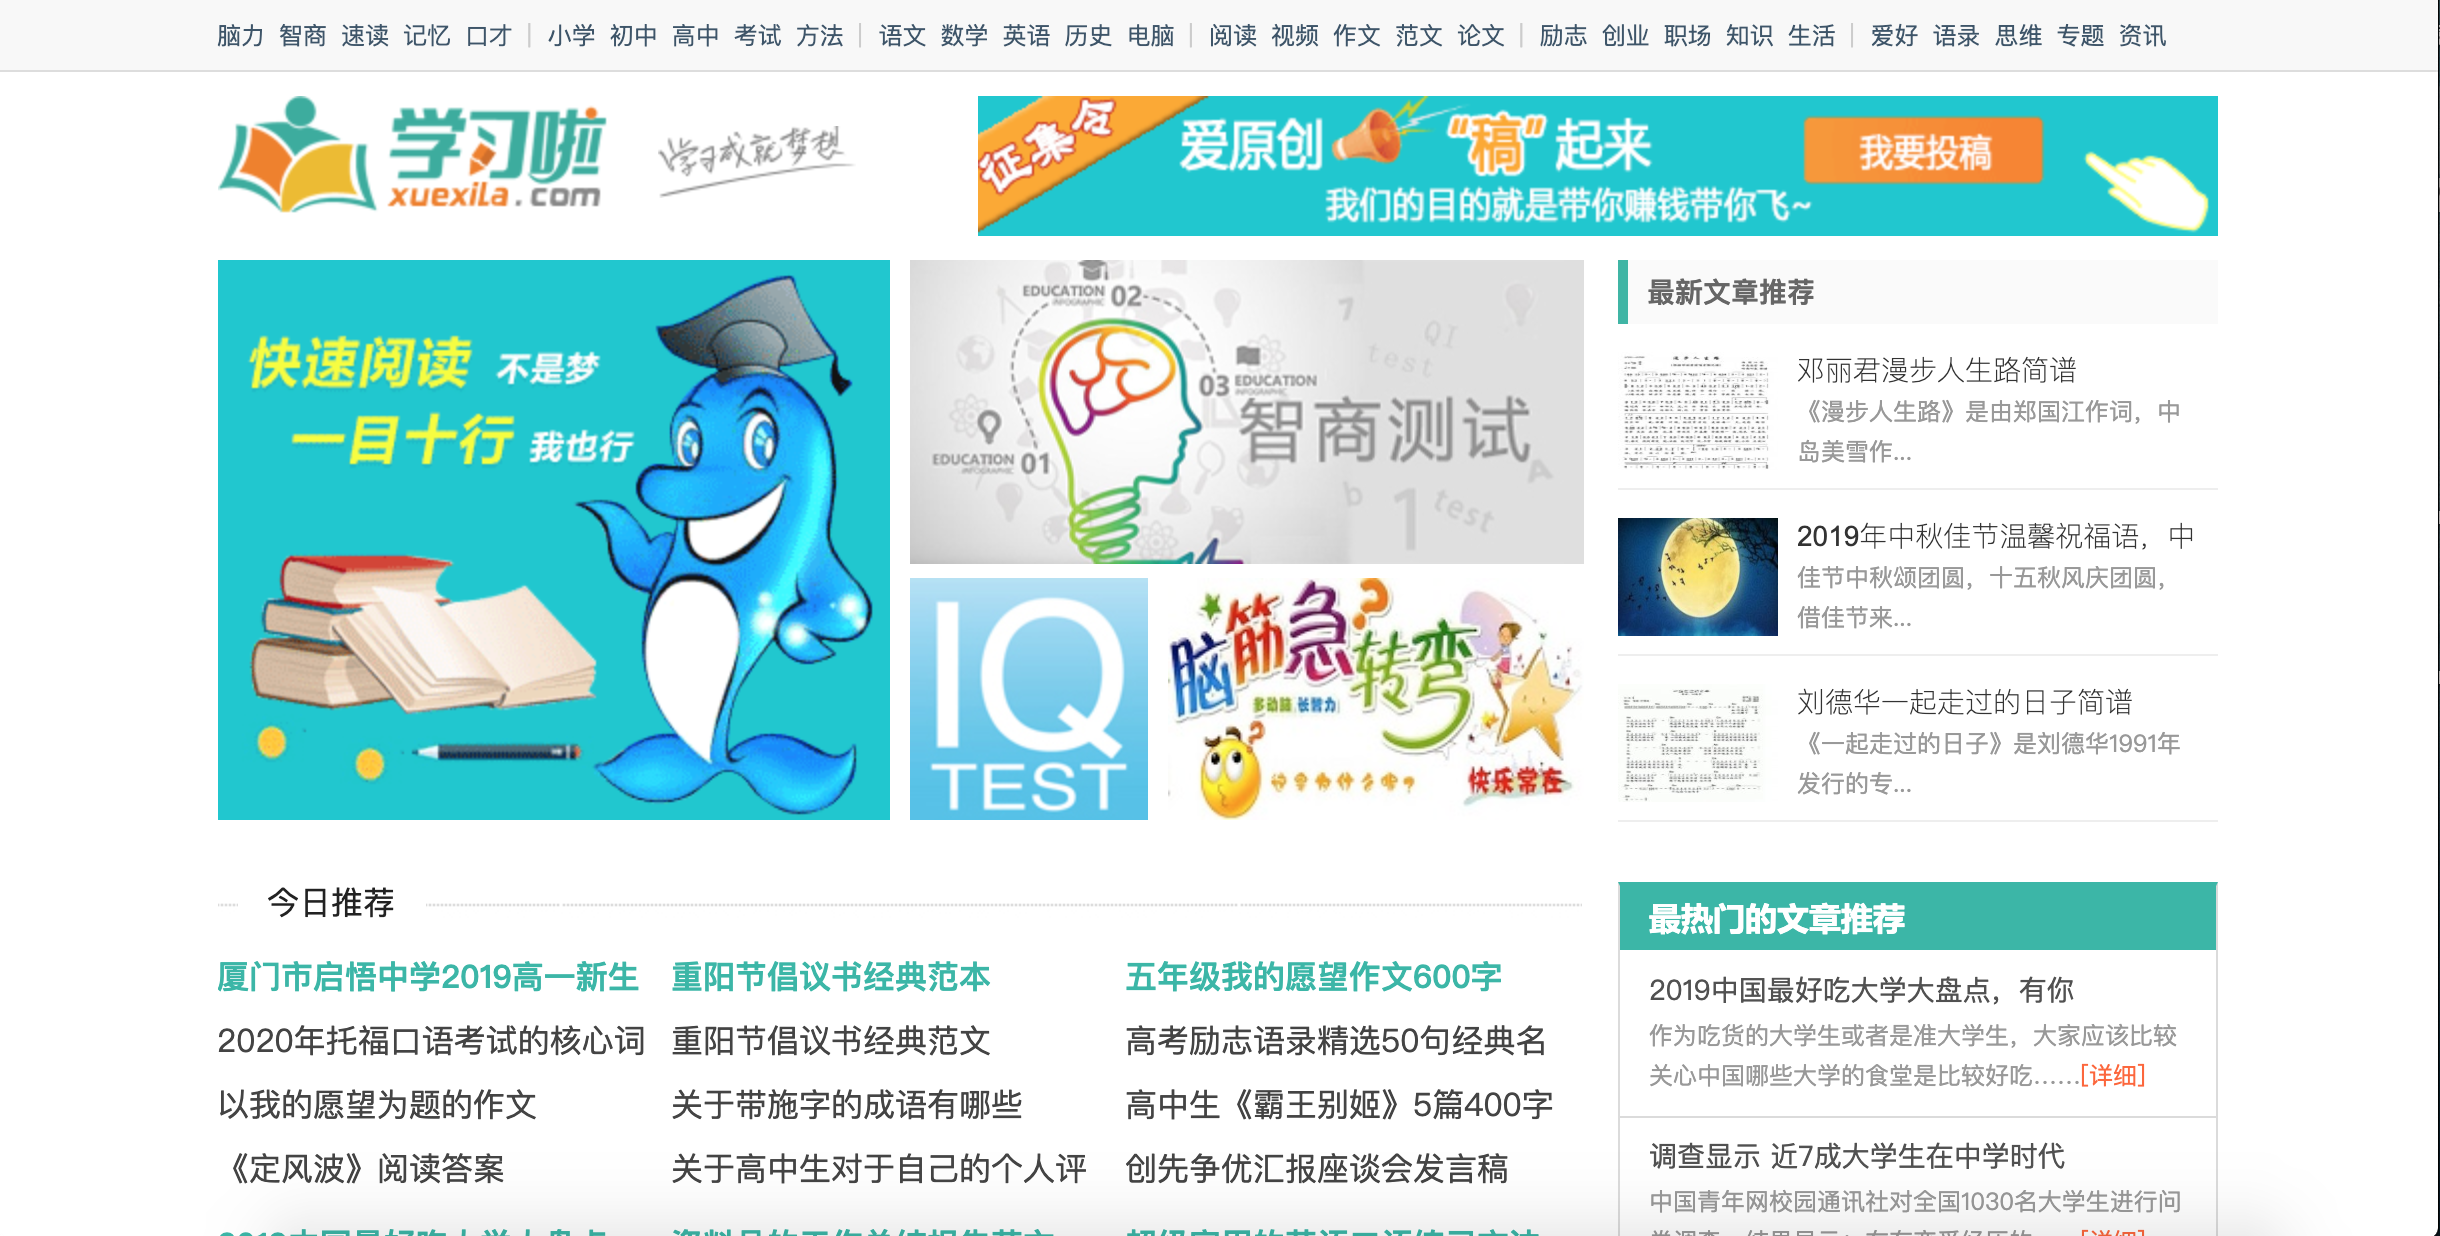 脑力 智商 速读 记忆 口才 | 小学 初中 高中 考试 方法 | 语文 数学 英语 历史 电脑 | 阅读 视频 作文 范文 论文 | 励志 创业 职场 知识 生活 | 爱好 语录 思维 专题 资讯
学习啦
xuexila.com
学习成就梦想
征集令
爱原创“稿”起来
我们的目的就是带你赚钱带你飞~
我要投稿
快速阅读 不是梦
一目十行 我也行
EDUCATION 02
INFOGRAPHIC
03 EDUCATION
INFOGRAPHIC
EDUCATION 01
INFOGRAPHIC
智商测试
7
QI
test
A
b
1
test
IQ
TEST
脑筋急转弯
多动脑 长智力
快乐常在
最新文章推荐
邓丽君漫步人生路简谱
《漫步人生路》是由郑国江作词，中
岛美雪作...
2019年中秋佳节温馨祝福语，中
佳节中秋颂团圆，十五秋风庆团圆，
借佳节来...
刘德华一起走过的日子简谱
《一起走过的日子》是刘德华1991年
发行的专...
今日推荐
厦门市启悟中学2019高一新生
重阳节倡议书经典范本
五年级我的愿望作文600字
2020年托福口语考试的核心词
重阳节倡议书经典范文
高考励志语录精选50句经典名
以我的愿望为题的作文
关于带施字的成语有哪些
高中生《霸王别姬》5篇400字
《定风波》阅读答案
关于高中生对于自己的个人评
创先争优汇报座谈会发言稿
最热门的文章推荐
2019中国最好吃大学大盘点，有你
作为吃货的大学生或者是准大学生，大家应该比较
关心中国哪些大学的食堂是比较好吃……[详细]
调查显示 近7成大学生在中学时代
中国青年网校园通讯社对全国1030名大学生进行问